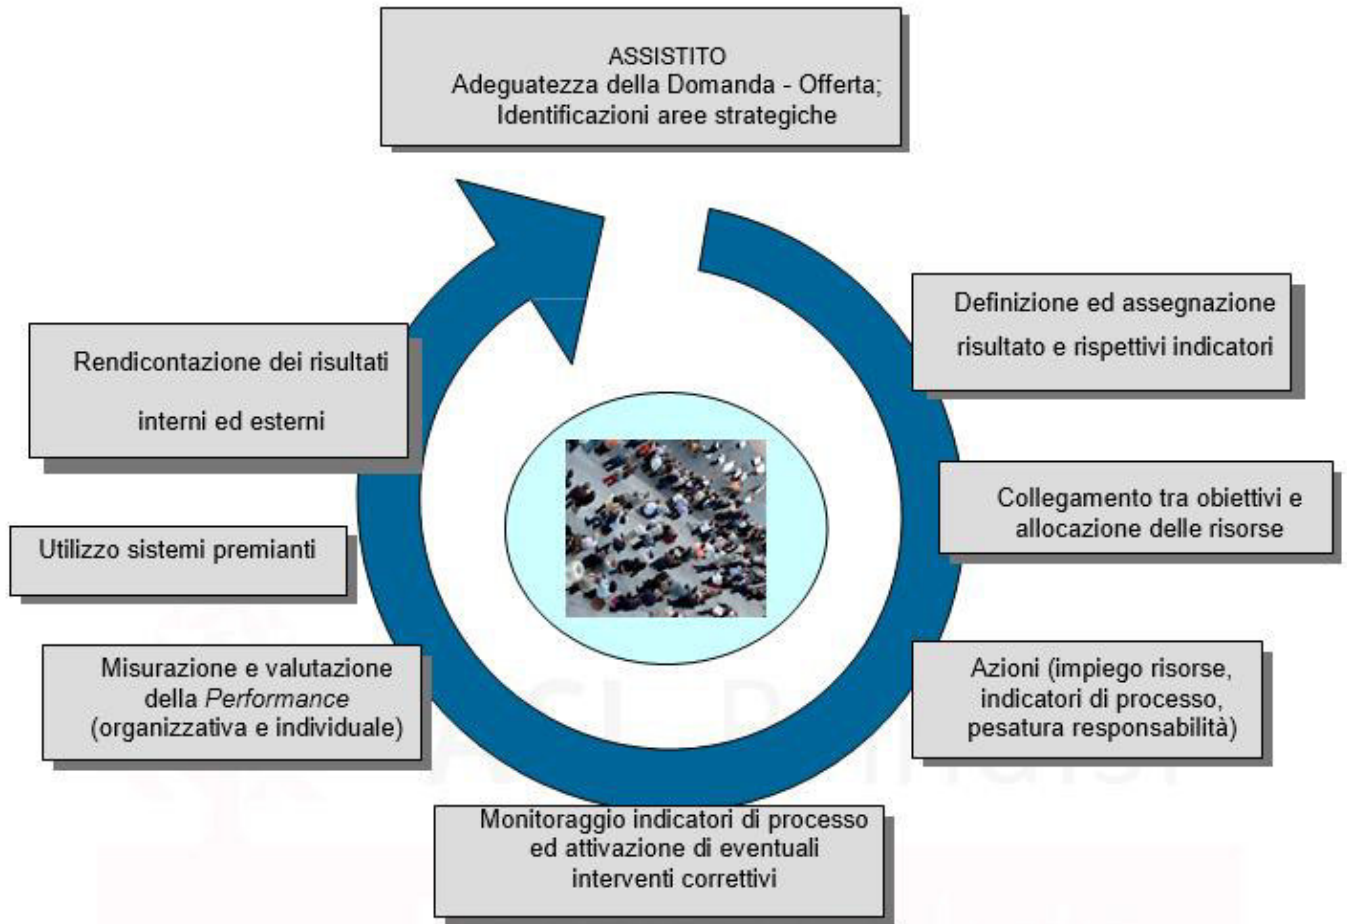 ASSISTITO
Adeguatezza della Domanda - Offerta;
Identificazioni aree strategiche
Definizione ed assegnazione
risultato e rispettivi indicatori
Collegamento tra obiettivi e
allocazione delle risorse
Azioni (impiego risorse,
indicatori di processo,
pesatura responsabilità)
Monitoraggio indicatori di processo
ed attivazione di eventuali
interventi correttivi
Misurazione e valutazione
della Performance
(organizzativa e individuale)
Utilizzo sistemi premianti
Rendicontazione dei risultati
interni ed esterni